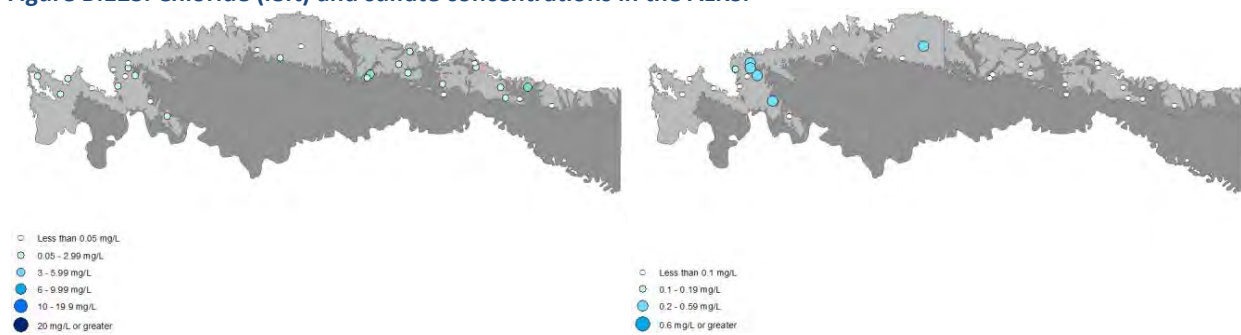 Figure D.113. Chloride (left) and sulfate concentrations in the ALRS.
Less than 0.05 mg/L
0.05 - 2.99 mg/L
3 - 5.99 mg/L
6 - 9.99 mg/L
10 - 19.9 mg/L
20 mg/L or greater
Less than 0.1 mg/L
0.1 - 0.19 mg/L
0.2 - 0.59 mg/L
0.6 mg/L or greater